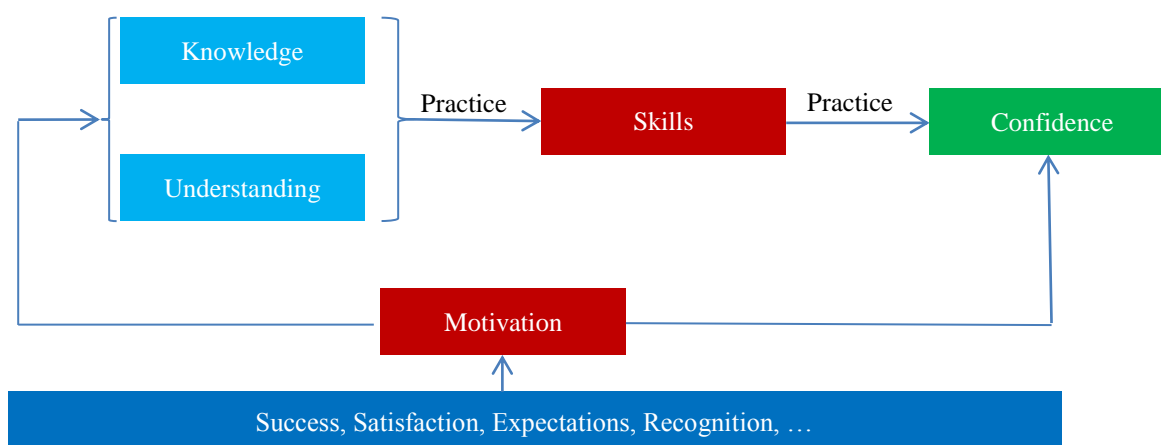 Knowledge
Practice
Practice
Skills
Confidence
Understanding
Motivation
Success, Satisfaction, Expectations, Recognition, …